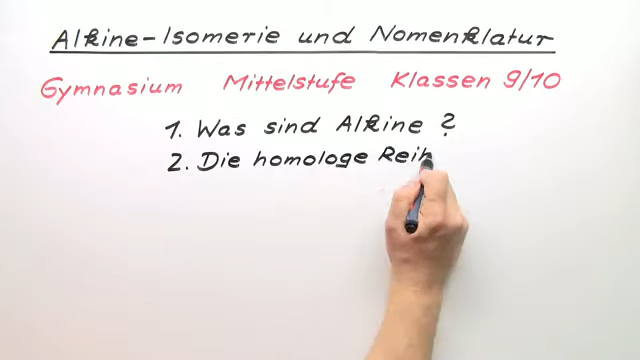 Alkine-Isomerie und Nomenklatur
Gymnasium Mittelstufe Klassen 9/10
1. Was sind Alkine?
2. Die homologe Reih